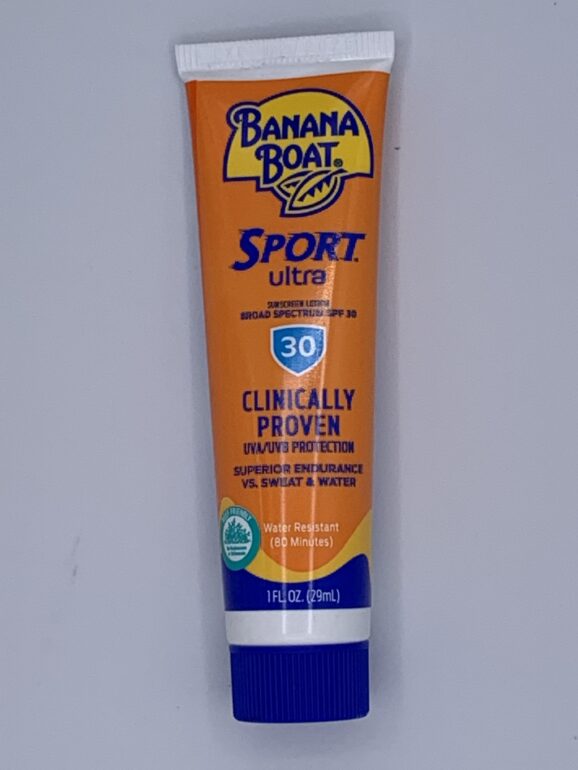 BANANA
BOAT®
SPORT
ultra
SUNSCREEN LOTION
BROAD SPECTRUM SPF 30
30
CLINICALLY
PROVEN
UVA/UVB PROTECTION
SUPERIOR ENDURANCE
VS. SWEAT & WATER
FRIENDLY
Water Resistant
(80 Minutes)
1 FL. OZ. (29mL)